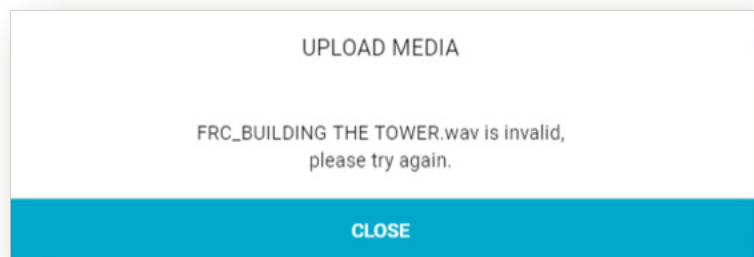 UPLOAD MEDIA
FRC_BUILDING THE TOWER.wav is invalid,
please try again.
CLOSE